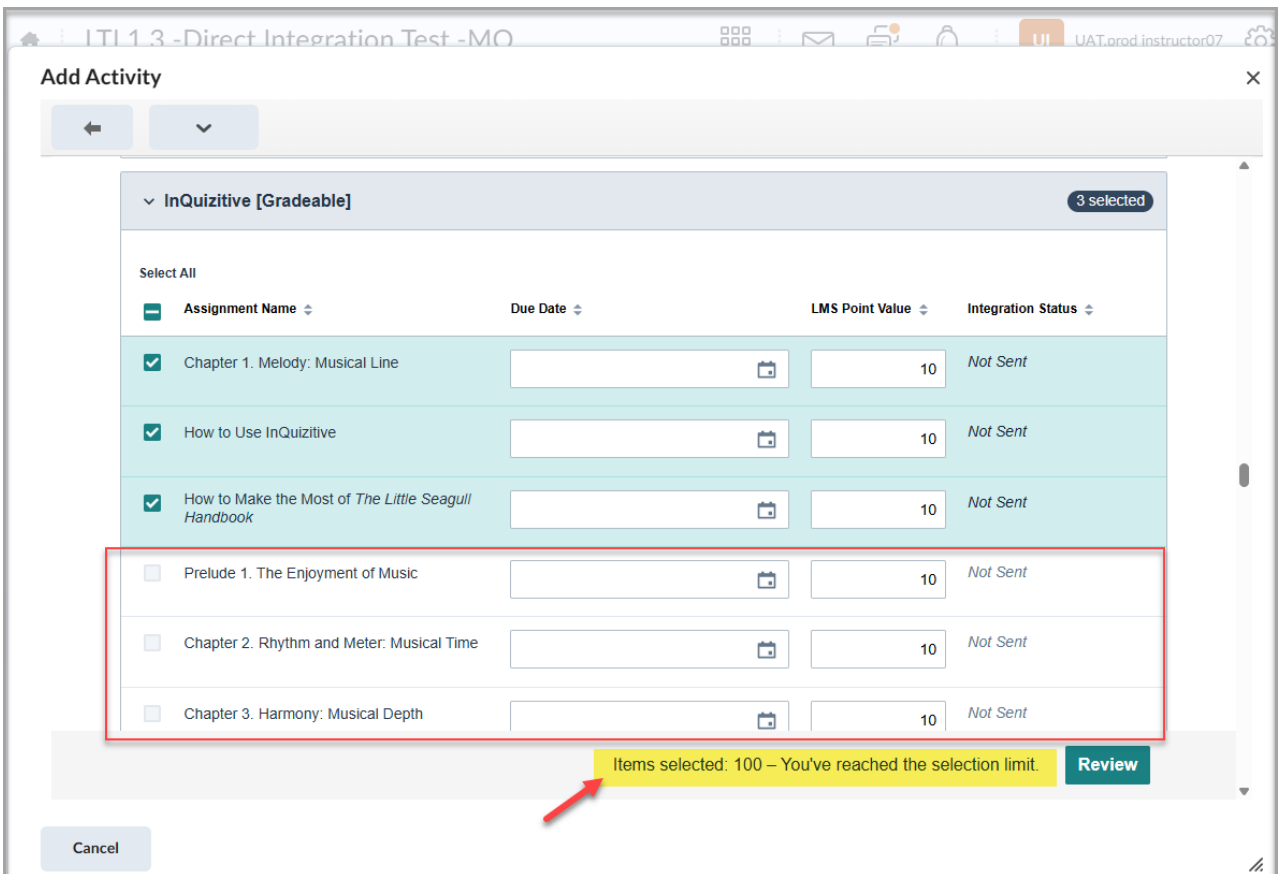 LTI 1.3 -Direct Integration Test -MO
UI
UAT.prod instructor07
Add Activity
InQuizitive [Gradeable]
3 selected
Select All
Assignment Name
Due Date
LMS Point Value
Integration Status
Chapter 1. Melody: Musical Line
10
Not Sent
How to Use InQuizitive
10
Not Sent
How to Make the Most of The Little Seagull
Handbook
10
Not Sent
Prelude 1. The Enjoyment of Music
10
Not Sent
Chapter 2. Rhythm and Meter: Musical Time
10
Not Sent
Chapter 3. Harmony: Musical Depth
10
Not Sent
Items selected: 100 – You've reached the selection limit.
Review
Cancel